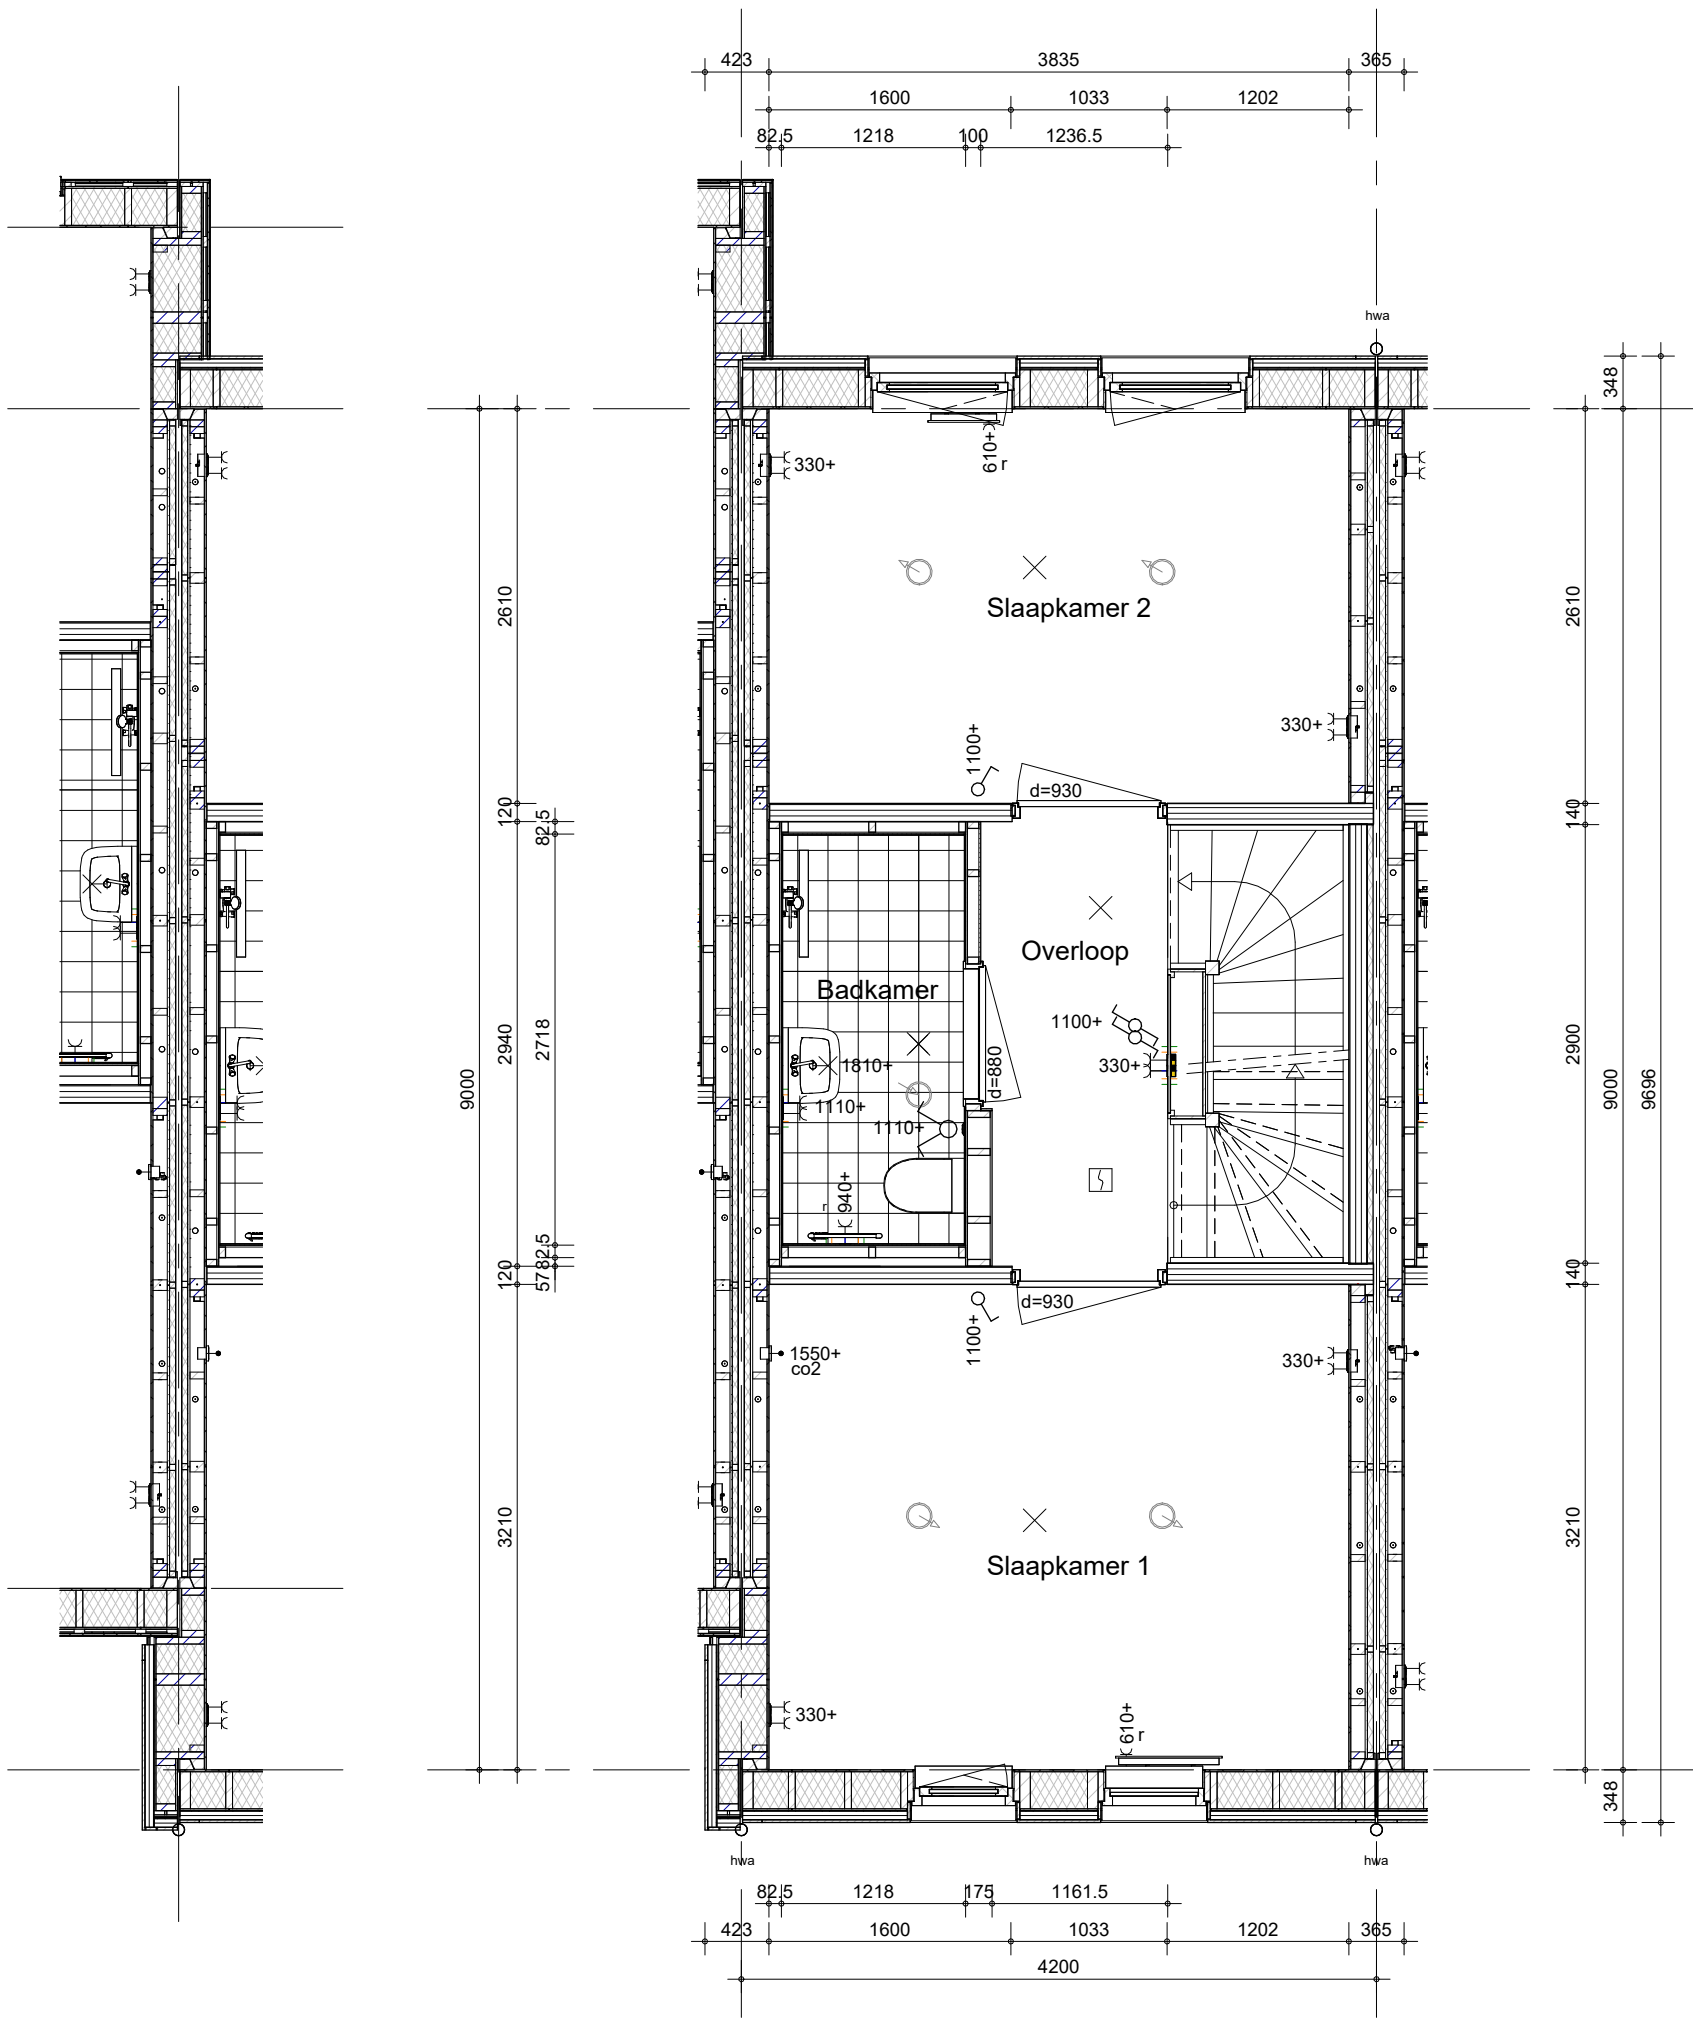 423 3835 365
1600 1033 1202
82.5 1218 100 1236.5
hwa
348
330+
610+
r
2610
2610
Slaapkamer 2
330+
1100+
d=930
120
140
82.5
Overloop
Badkamer
1100+
1810+
330+
d=880
1110+
1110+
940+
r
9000
2940
2718
2900
9000
9696
82.5
120
57
140
d=930
1100+
1550+
co2
330+
3210
3210
Slaapkamer 1
330+
610+
r
348
hwa
hwa
82.5 1218 175 1161.5
423 1600 1033 1202 365
4200